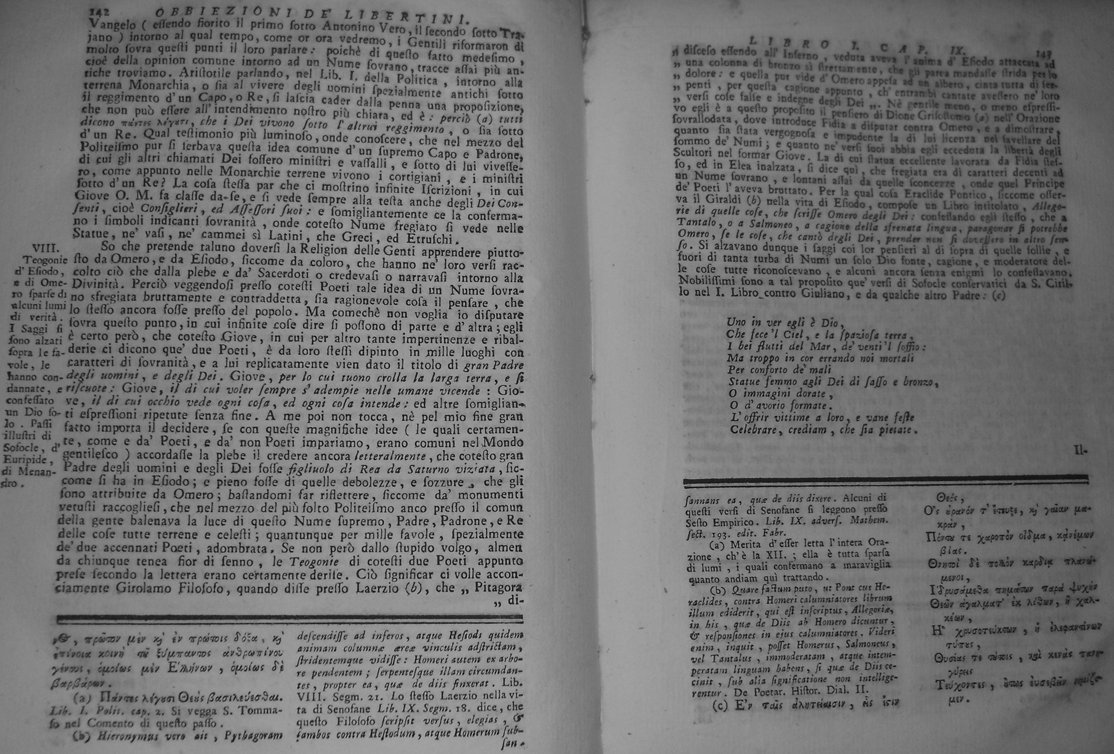 142 OBBIEZIONI DE' LIBERTINI.
Vangelo ( essendo fiorito il primo sotto Antonino Vero, il secondo sotto Tra-
jano ) intorno al qual tempo, come or ora vedremo, i Gentili riformaron di
molto sovra questi punti il loro parlare: poichè di questo fatto medesimo,
cioè della opinion comune intorno ad un Nume sovrano, tracce assai più an-
tiche troviamo. Aristotile parlando, nel Lib. I. della Politica, intorno alla
terrena Monarchia, o sia al vivere degli uomini spezialmente antichi sotto
il reggimento d'un Capo, o Re, si lascia cader dalla penna una proposizione,
che non può essere all'intendimento nostro più chiara, ed è: perciò (a) tutti
dicono πάντες λέγουσι, che i Dei vivono sotto l'altrui reggimento, o sia sotto
d'un Re. Qual testimonio più luminoso, onde conoscere, che nel mezzo del
Politeismo pur si serbava questa idea comune d'un supremo Capo e Padrone,
di cui gli altri chiamati Dei fossero ministri e vassalli, e sotto di lui vivesse-
ro, come appunto nelle Monarchie terrene vivono i cortigiani, e i ministri
sotto d'un Re? La cosa stessa par che ci mostrino infinite Iscrizioni, in cui
Giove O. M. fa classe da-se, e si vede sempre alla testa anche degli Dei Con-
senti, cioè Consiglieri, ed Assessori suoi: e somigliantemente ce la conferma-
no i simboli indicanti sovranità, onde cotesto Nume fregiato si vede nelle
Statue, ne' vasi, ne' cammei sì Latini, che Greci, ed Etruschi.
VIII.
Teogonie
d' Esiodo,
e di Ome-
ro sparse di
alcuni lumi
di verità.
I Saggi si
sono alzati
sopra le fa-
vole, le
hanno con-
dannate, e
confessato
un Dio so-
lo. Passi
illustri di
Sofocle, d'
Euripide,
di Menan-
dro.
So che pretende taluno doversi la Religion delle Genti apprendere piutto-
sto da Omero, e da Esiodo, siccome da coloro, che hanno ne' loro versi rac-
colto ciò che dalla plebe e da' Sacerdoti o credevasi o narravasi intorno alla
Divinità. Perciò veggendosi presso cotesti Poeti tale idea di un Nume sovra-
no sfregiata bruttamente e contraddetta, sia ragionevole cosa il pensare, che
lo stesso ancora fosse presso del popolo. Ma comechè non voglia io disputare
sovra questo punto, in cui infinite cose dire si possono di parte e d'altra; egli
è certo però, che cotesto Giove, in cui per altro tante impertinenze e ribal-
derie ci dicono que' due Poeti, è da loro stessi dipinto in mille luoghi con
caratteri di sovranità, e a lui replicatamente vien dato il titolo di gran Padre
degli uomini, e degli Dei. Giove, per lo cui tuono crolla la larga terra, e si
riscuote: Giove, il di cui voler sempre s'adempie nelle umane vicende: Gio-
ve, il di cui occhio vede ogni cosa, ed ogni cosa intende: ed altre somiglian-
ti espressioni ripetute senza fine. A me poi non tocca, nè pel mio fine gran
fatto importa il decidere, se con queste magnifiche idee ( le quali certamen-
te, come e da' Poeti, e da' non Poeti impariamo, erano comuni nel Mondo
gentilesco ) accordasse la plebe il credere ancora letteralmente, che cotesto gran
Padre degli uomini e degli Dei fosse figliuolo di Rea da Saturno viziata, sic-
come si ha in Esiodo; e pieno fosse di quelle debolezze, e sozzure, che gli
sono attribuite da Omero; bastandomi far riflettere, siccome da' monumenti
vetusti raccogliesi, che nel mezzo del più folto Politeismo anco presso il comun
della gente balenava la luce di questo Nume supremo, Padre, Padrone, e Re
delle cose tutte terrene e celesti; quantunque per mille favole, spezialmente
de' due accennati Poeti, adombrata. Se non però dallo stupido volgo, almen
da chiunque tenea fior di senno, le Teogonie di cotesti due Poeti appunto
prese secondo la lettera erano certamente derise. Ciò significar ci volle accon-
ciamente Girolamo Filosofo, quando disse presso Laerzio (b), che „ Pitagora
„ di-
γίνους, ὁμοίως μὲν Ἑλλήνων, ὁμοίως δὲ
βαρβάρων.
(a) Πάντες λέγουσι Θεοὺς βασιλεύεσθαι.
Lib. I. Polit. cap. 2. Si vegga S. Tomma-
so nel Comento di questo passo.
(b) Hieronymus vero ait, Pythagoram
descendisse ad inferos, atque Hesiodi quidem
animam columnæ æreæ vinculis adstrictam,
stridentemque vidisse: Homeri autem ex arbo-
re pendentem; serpentesque illam circumdan-
tes, propter ea, quæ de Diis finxerat. Lib.
VIII. Segm. 21. Lo stesso Laerzio nella vi-
ta di Senofane Lib. IX. Segm. 18. dice, che
questo Filosofo scripsit versus, elegias, &
iambos contra Hesiodum, atque Homerum sub-
san-
LIBRO I. CAP. IX. 143
„ disceso essendo all' Inferno, veduta aveva l'anima d' Esiodo attaccata ad
„ una colonna di bronzo sì strettamente, che gli parea mandasse strida per lo
„ dolore: e quella pur vide d'Omero appesa ad un albero, cinta tutta di ser-
„ penti, per questa cagione appunto, ch' entrambi cantate avessero ne' loro
„ versi cose false e indegne degli Dei „. Nè gentile meno, o meno espressi-
vo egli è a questo proposito il pensiero di Dione Grisostomo (a) nell'Orazione
sovrallodata, dove introduce Fidia a disputar contra Omero, e a dimostrare,
quanto sia stata vergognosa e impudente la di lui licenza nel favellare del
sommo de' Numi; e quanto ne' versi suoi abbia egli ecceduta la libertà degli
Scultori nel formar Giove. La di cui statua eccellente lavorata da Fidia stes-
so, ed in Elea inalzata, si dice qui, che fregiata era di caratteri decenti ad
un Nume sovrano, e lontani assai da quelle sconcezze, onde quel Principe
de' Poeti l'aveva bruttato. Per la qual cosa Eraclide Pontico, siccome osser-
va il Giraldi (b) nella vita di Esiodo, compose un Libro intitolato, Allego-
rie di quelle cose, che scrisse Omero degli Dei: confessando egli stesso, che a
Tantalo, o a Salmoneo, a cagione della sfrenata lingua, paragonar si potrebbe
Omero, se le cose, che cantò degli Dei, prender non si dovessero in altro sen-
so. Si alzavano dunque i saggi coi lor pensieri al di sopra di quelle follie, e
fuori di tanta turba di Numi un solo Dio fonte, cagione, e moderatore del-
le cose tutte riconoscevano, e alcuni ancora senza enigmi lo confessavano.
Nobilissimi sono a tal proposito que' versi di Sofocle conservatici da S. Ciril-
lo nel I. Libro contro Giuliano, e da qualche altro Padre: (c)
Uno in ver egli è Dio,
Che fece 'l Ciel, e la spaziosa terra,
I bei flutti del Mar, de' venti 'l soffio:
Ma troppo in cor errando noi mortali
Per conforto de' mali
Statue femmo agli Dei di sasso e bronzo,
O immagini dorate,
O d' avorio formate.
L' offrir vittime a loro, e vane feste
Celebrare, crediam, che sia pietate.
Il-
sannans ea, quæ de diis dixere. Alcuni di
questi versi di Senofane si leggono presso
Sesto Empirico. Lib. IX. advers. Mathem.
sect. 193. edit. Fabr.
(a) Merita d'esser letta l'intera Ora-
zione, ch'è la XII. ; ella è tutta sparsa
di lumi, i quali confermano a maraviglia
quanto andiam quì trattando.
(b) Quare factum puto, ut Pont cus He-
raclides, contra Homeri calumniatores librum
illum ediderit, qui est inscriptus, Allegoriæ,
in his, quæ de Diis ab Homero dicuntur,
& responsiones in ejus calumniatores. Videri
enim, inquit, posset Homerus, Salmoneus,
vel Tantalus, immoderatam, atque intem-
peratam linguam habens, si quæ de Diis ce-
cinit, sub alia significatione non intellige-
rentur. De Poetar. Histor. Dial. II.
(c) Ἐν ταῖς ἀληθείαισιν, εἷς ἐστιν
Θεός,
Ὃς οὐρανόν τ' ἔτευξε, καὶ γαῖαν μα-
κρὰν,
Πόντου τε χαροπὸν οἶδμα, κᾀνέμων
βίας.
Θνητοὶ δὲ πολλὸν καρδίᾳ πλανώ-
μενοι,
Ἱδρυσάμεσθα πημάτων παρὰ ψυχὴν
Θεῶν ἀγάλματ' ἐκ λίθων, ἢ χαλ-
κέων,
Ἢ χρυσοτεύκτων, ἢ ἐλεφαντίνων
τύπους,